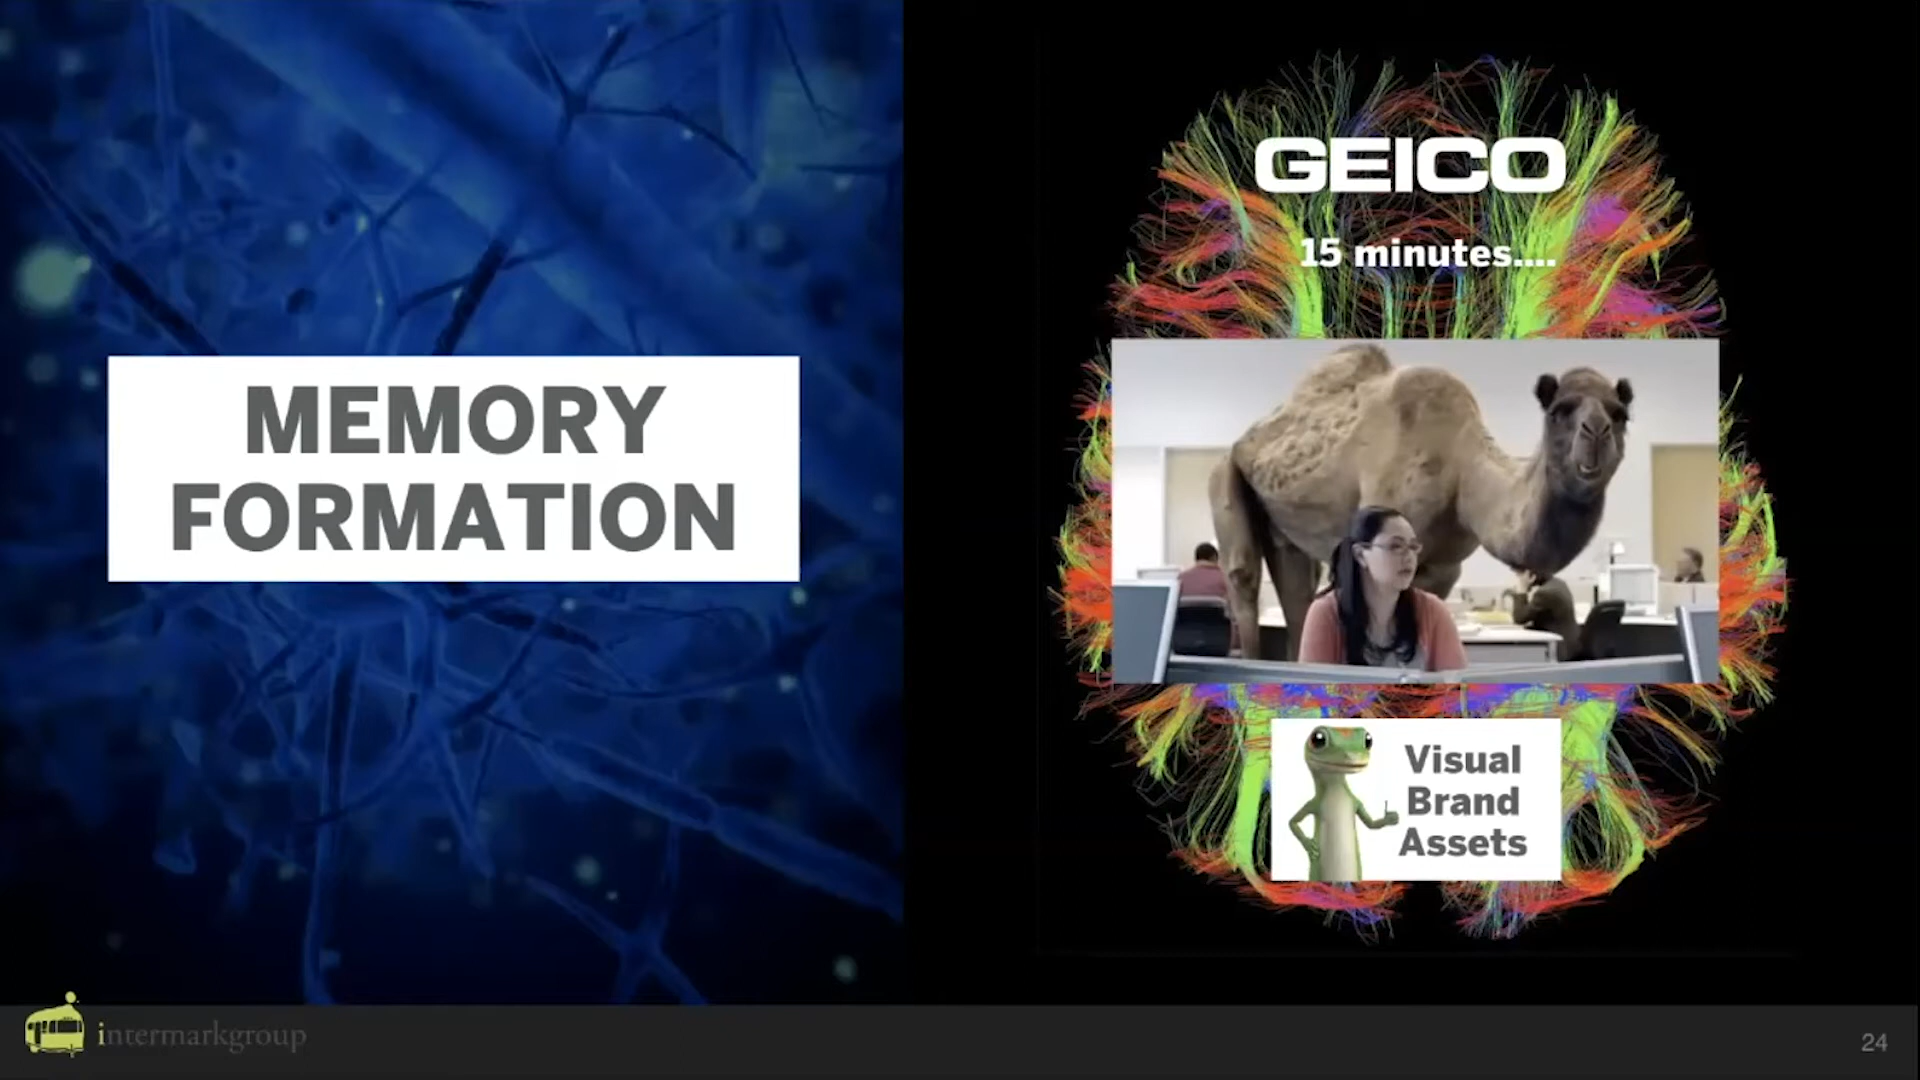 MEMORY
FORMATION
GEICO
15 minutes....
Visual
Brand
Assets
intermarkgroup
24